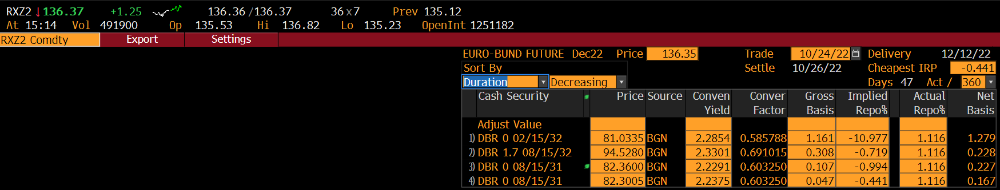 RXZ2 ↓136.37 +1.25 136.36 /136.37 36 x 7 Prev 135.12
At 15:14 Vol 491900 Op 135.53 Hi 136.82 Lo 135.23 OpenInt 1251182
RXZ2 Comdty Export Settings
EURO-BUND FUTURE Dec22 Price 136.35 Trade 10/24/22 Delivery 12/12/22
Sort By Settle 10/26/22 Cheapest IRP -0.441
Duration Decreasing Days 47 Act / 360
Cash Security Price Source Conven Conver Gross Implied Actual Net
Yield Factor Basis Repo% Repo% Basis
Adjust Value
1) DBR 0 02/15/32 81.0335 BGN 2.2854 0.585788 1.161 -10.977 1.116 1.279
2) DBR 1.7 08/15/32 94.5280 BGN 2.3301 0.691015 0.308 -0.719 1.116 0.228
3) DBR 0 08/15/31 82.3600 BGN 2.2291 0.603250 0.107 -0.994 1.116 0.227
4) DBR 0 08/15/31 82.3005 BGN 2.2375 0.603250 0.047 -0.441 1.116 0.167